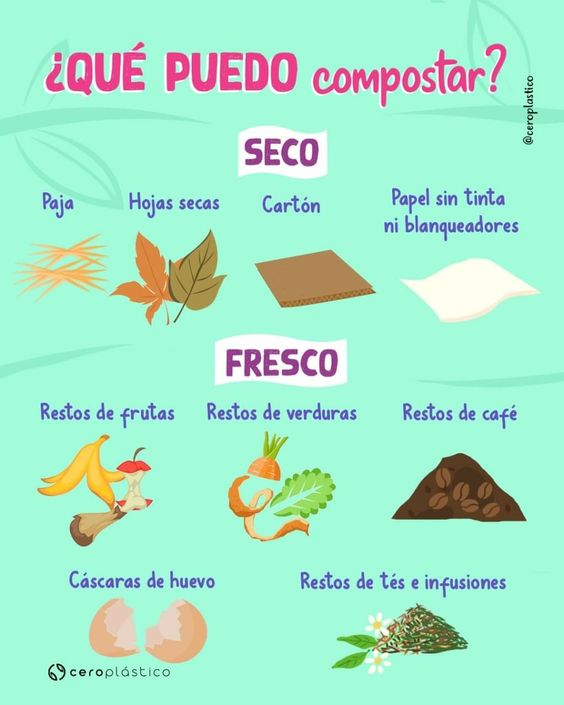 ¿QUÉ PUEDO compostar?
@ceroplastico
SECO
Paja
Hojas secas
Cartón
Papel sin tinta
ni blanqueadores
FRESCO
Restos de frutas
Restos de verduras
Restos de café
Cáscaras de huevo
Restos de tés e infusiones
ceroplástico